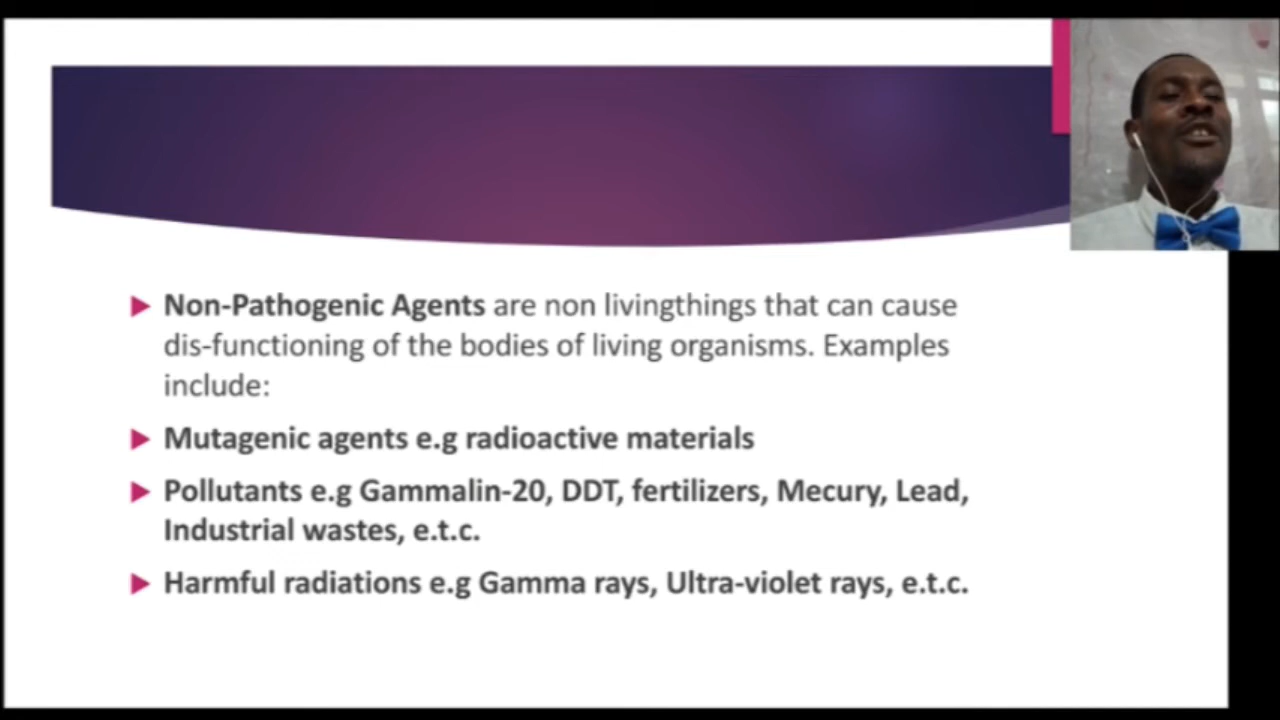 Non-Pathogenic Agents are non livingthings that can cause
dis-functioning of the bodies of living organisms. Examples
include:
Mutagenic agents e.g radioactive materials
Pollutants e.g Gammalin-20, DDT, fertilizers, Mecury, Lead,
Industrial wastes, e.t.c.
Harmful radiations e.g Gamma rays, Ultra-violet rays, e.t.c.